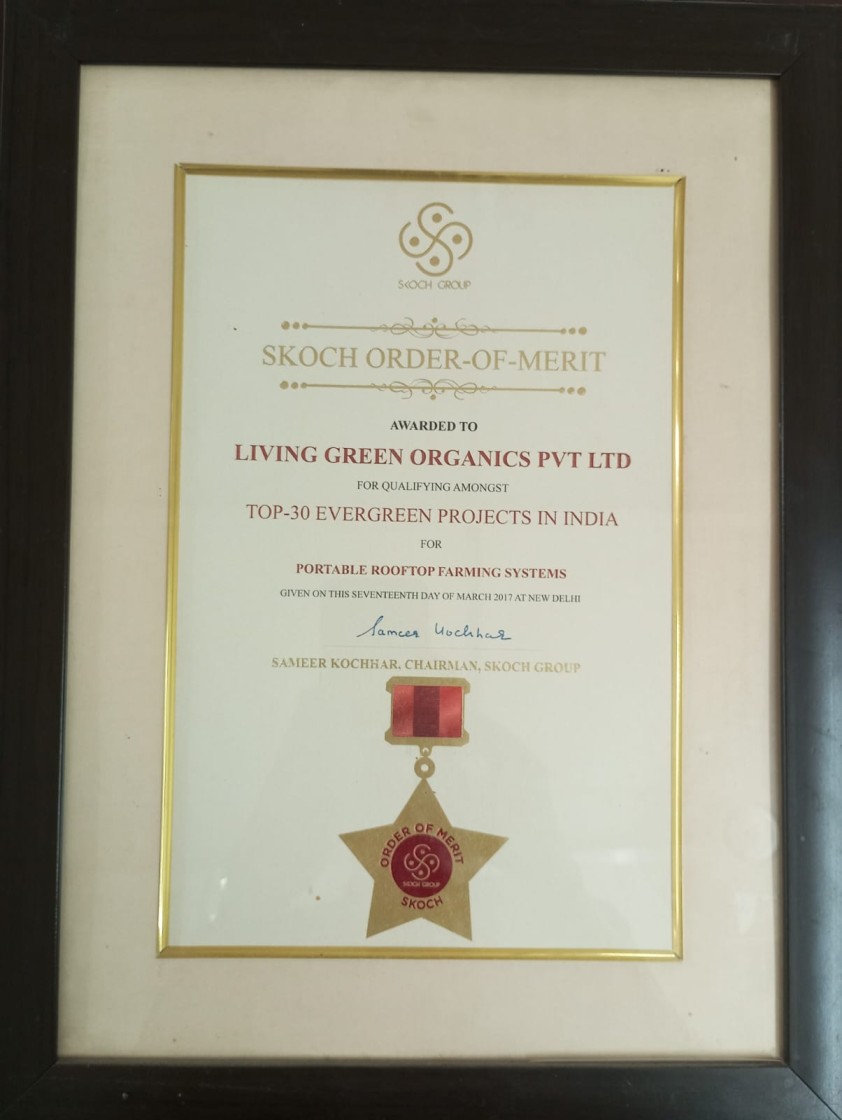 SKOCH GROUP
SKOCH ORDER-OF-MERIT
AWARDED TO
LIVING GREEN ORGANICS PVT LTD
FOR QUALIFYING AMONGST
TOP-30 EVERGREEN PROJECTS IN INDIA
FOR
PORTABLE ROOFTOP FARMING SYSTEMS
GIVEN ON THIS SEVENTEENTH DAY OF MARCH 2017 AT NEW DELHI
Sameer Kochhar
SAMEER KOCHHAR, CHAIRMAN, SKOCH GROUP
ORDER OF MERIT
SKOCH GROUP
SKOCH